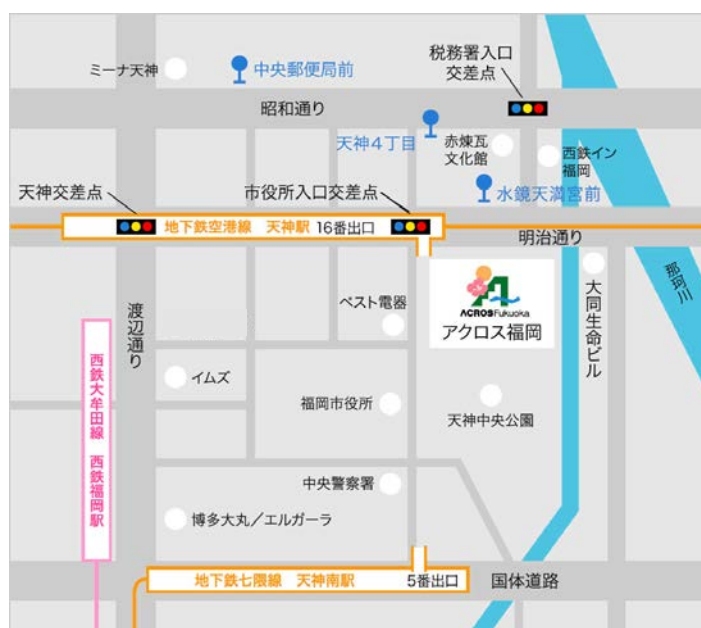 ミーナ天神
中央郵便局前
税務署入口
交差点
昭和通り
天神4丁目
赤煉瓦
文化館
西鉄イン
福岡
天神交差点
市役所入口交差点
水鏡天満宮前
地下鉄空港線 天神駅 16番出口
明治通り
那珂川
ACROS Fukuoka
アクロス福岡
大同生命ビル
渡辺通り
ベスト電器
西鉄大牟田線 西鉄福岡駅
イムズ
福岡市役所
天神中央公園
中央警察署
博多大丸/エルガーラ
地下鉄七隈線 天神南駅 5番出口
国体道路